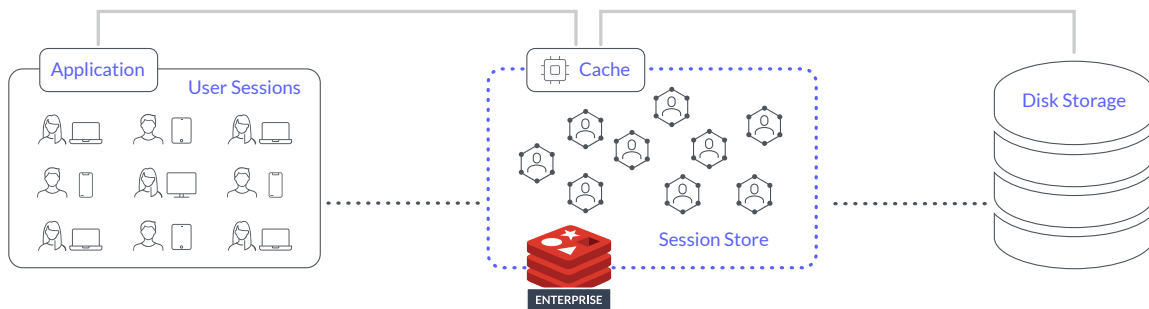 Application
User Sessions
Cache
Session Store
ENTERPRISE
Disk Storage